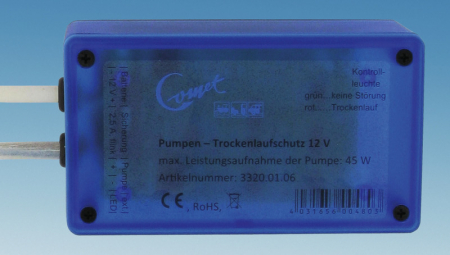 Comet
Kontroll-
leuchte
grün...keine Störung
rot.....Trockenlauf
Pumpen – Trockenlaufschutz 12 V
max. Leistungsaufnahme der Pumpe: 45 W
Artikelnummer: 3320.01.06
CE, RoHS,